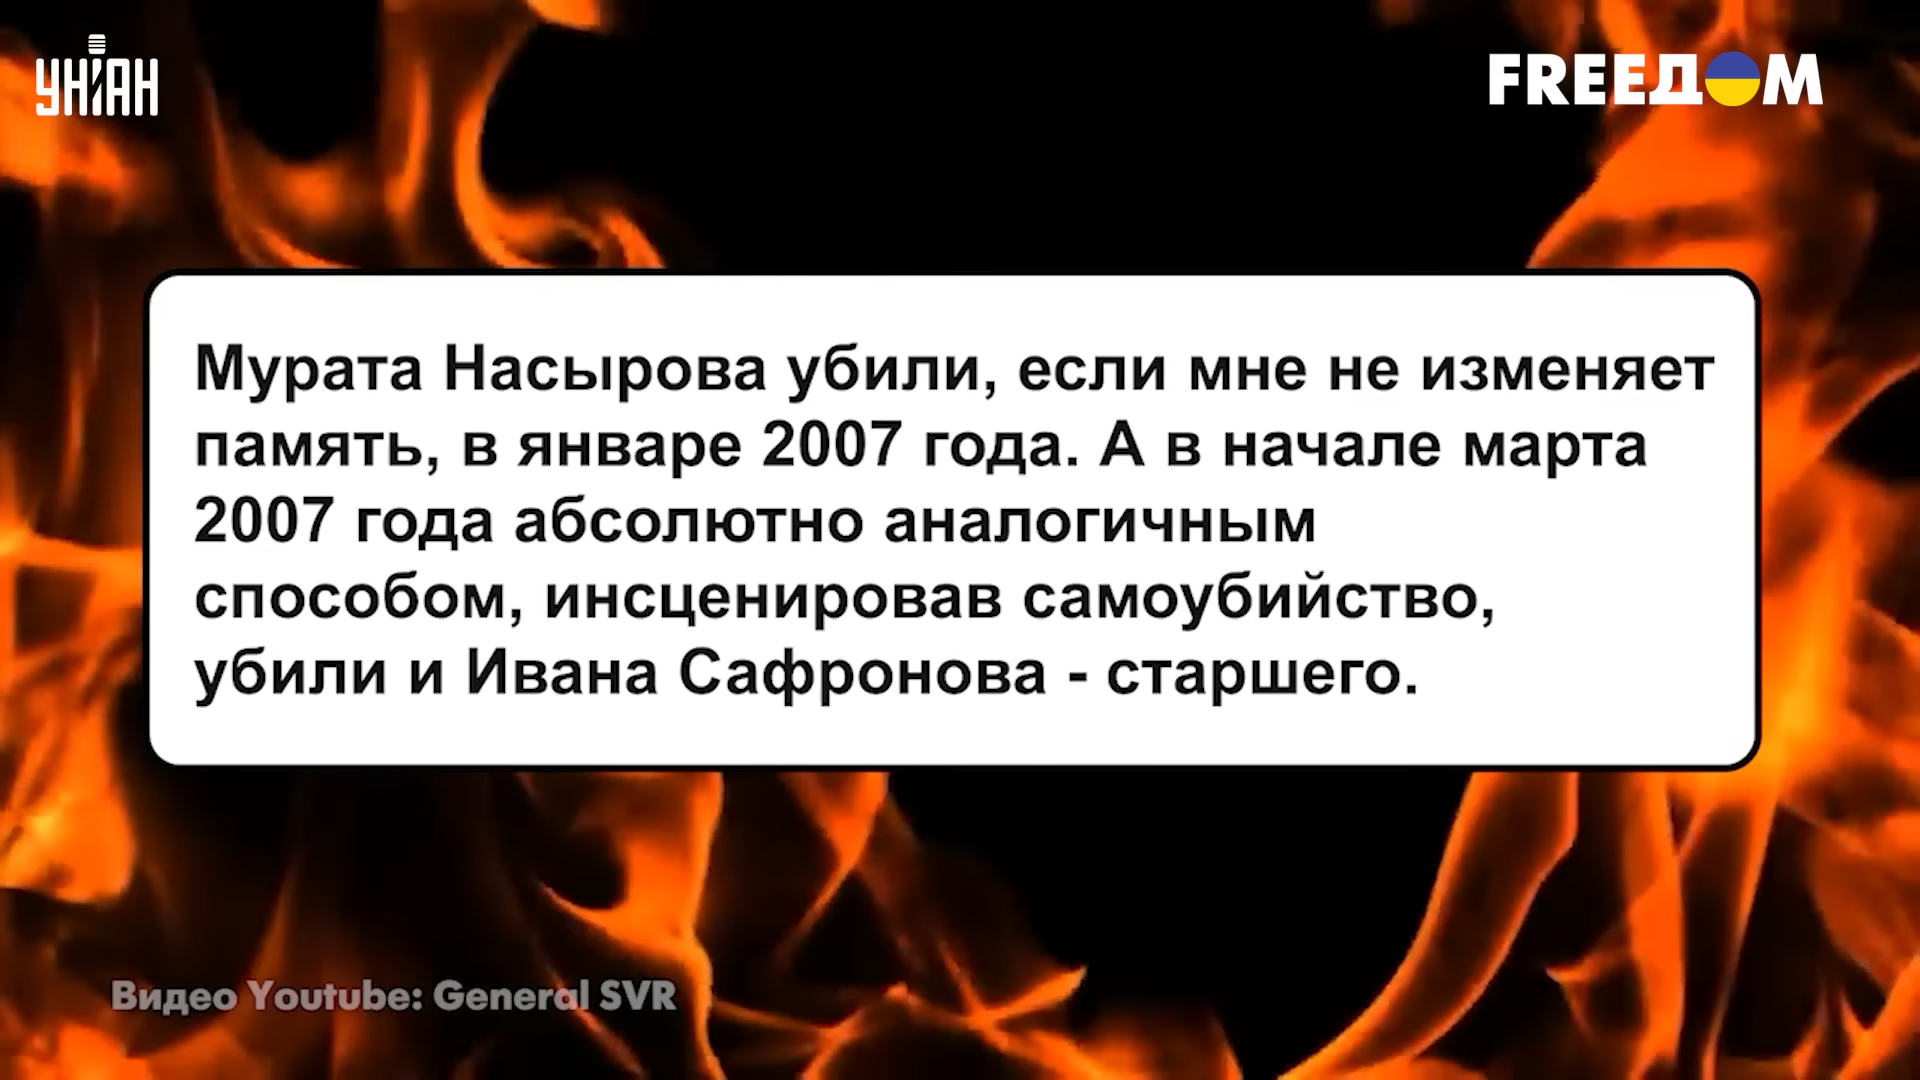 УНІАН
FREEДОМ
Мурата Насырова убили, если мне не изменяет
память, в январе 2007 года. А в начале марта
2007 года абсолютно аналогичным
способом, инсценировав самоубийство,
убили и Ивана Сафронова - старшего.
Видео Youtube: General SVR